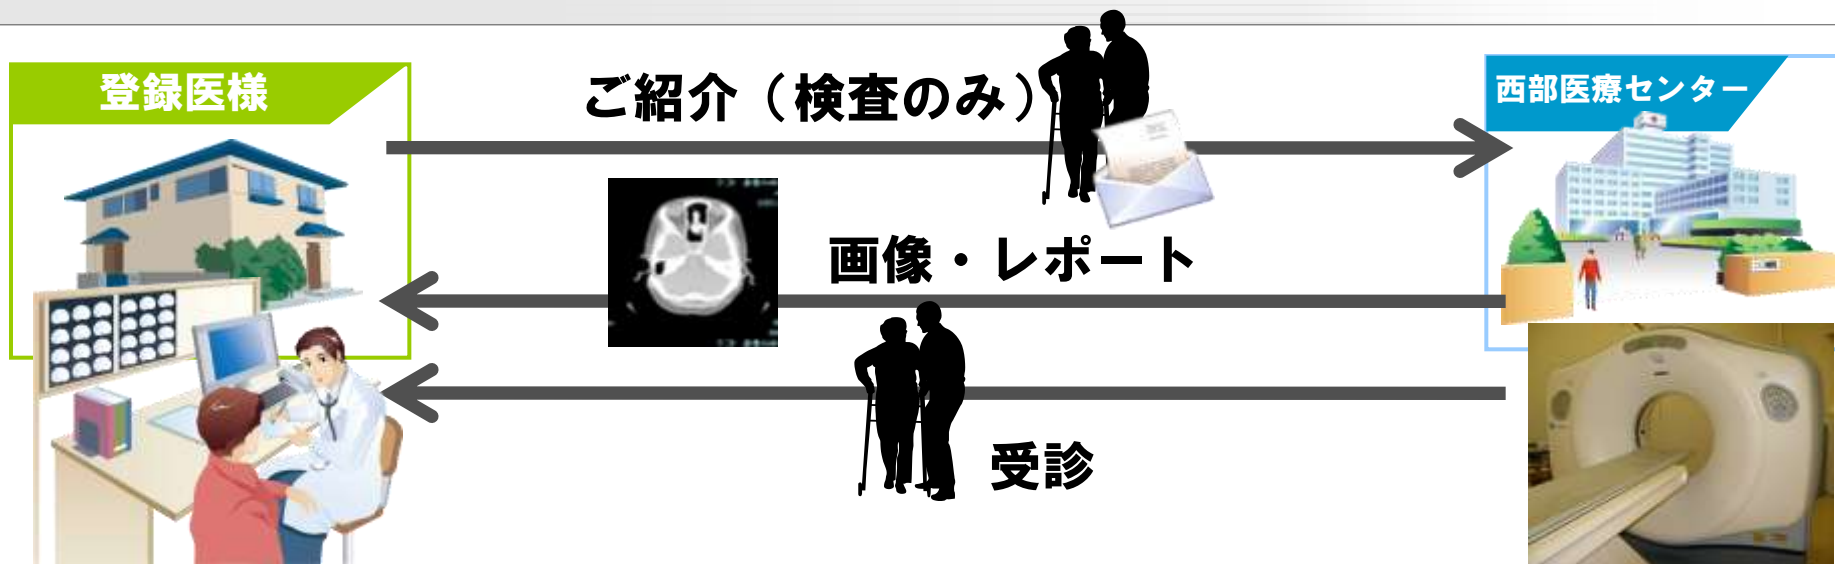 登録医様
ご紹介（検査のみ）
西部医療センター
画像・レポート
受診